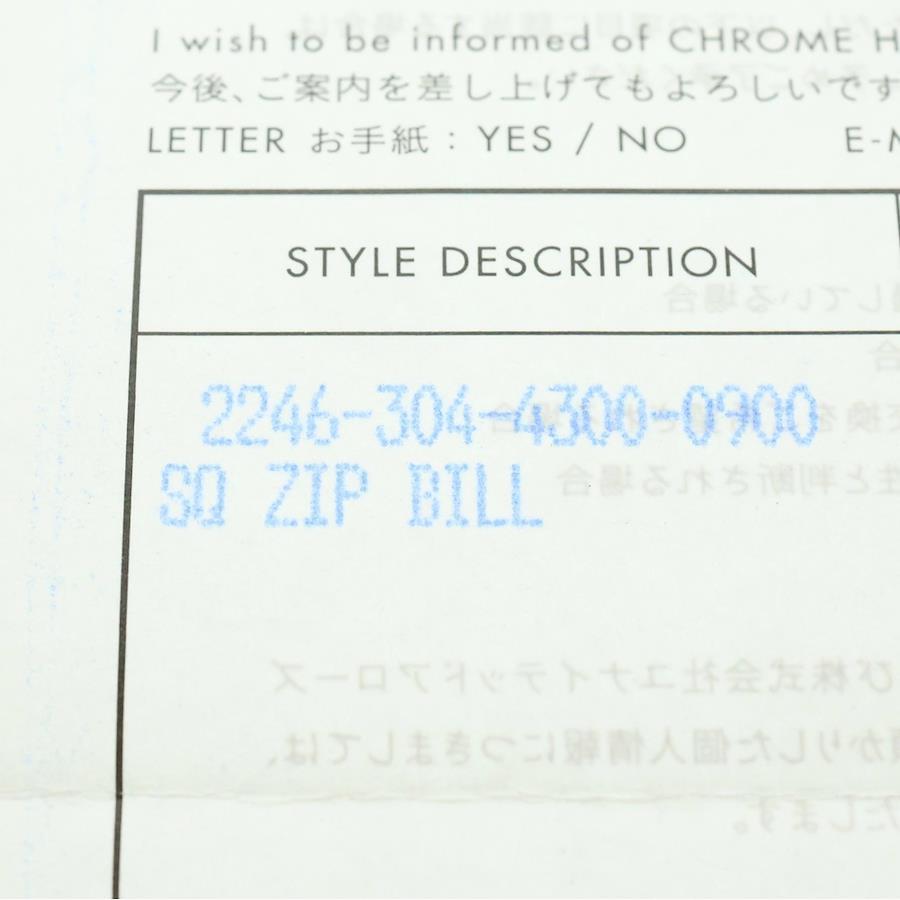 I wish to be informed of CHROME H
今後、ご案内を差し上げてもよろしいです
LETTER お手紙 : YES / NO E-M
STYLE DESCRIPTION
2246-304-4300-0900
SQ ZIP BILL